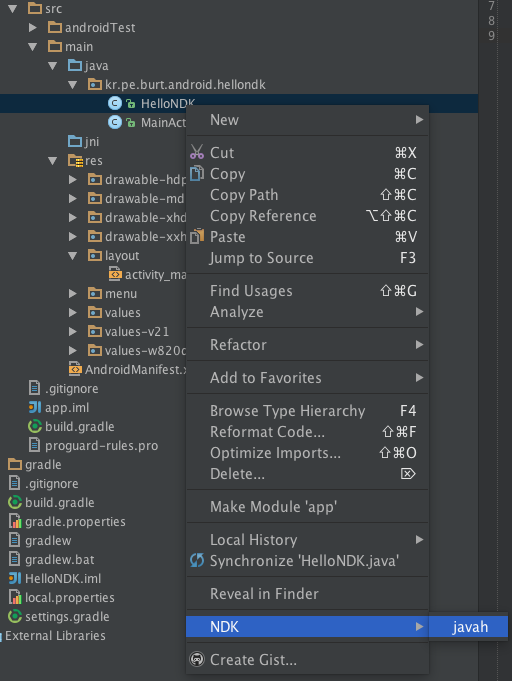 7
8
9
src
androidTest
main
java
kr.pe.burt.android.hellondk
HelloNDK
MainAct
jni
res
drawable-hdp
drawable-md
drawable-xhd
drawable-xxh
layout
activity_ma
menu
values
values-v21
values-w820d
AndroidManifest.x
.gitignore
app.iml
build.gradle
proguard-rules.pro
gradle
.gitignore
build.gradle
gradle.properties
gradlew
gradlew.bat
HelloNDK.iml
local.properties
settings.gradle
External Libraries
New
Cut ⌘X
Copy ⌘C
Copy Path ⇧⌘C
Copy Reference ⌥⇧⌘C
Paste ⌘V
Jump to Source F3
Find Usages ⇧⌘G
Analyze
Refactor
Add to Favorites
Browse Type Hierarchy F4
Reformat Code... ⇧⌘F
Optimize Imports... ⇧⌘O
Delete... ⌦
Make Module 'app'
Local History
Synchronize 'HelloNDK.java'
Reveal in Finder
NDK
javah
Create Gist...